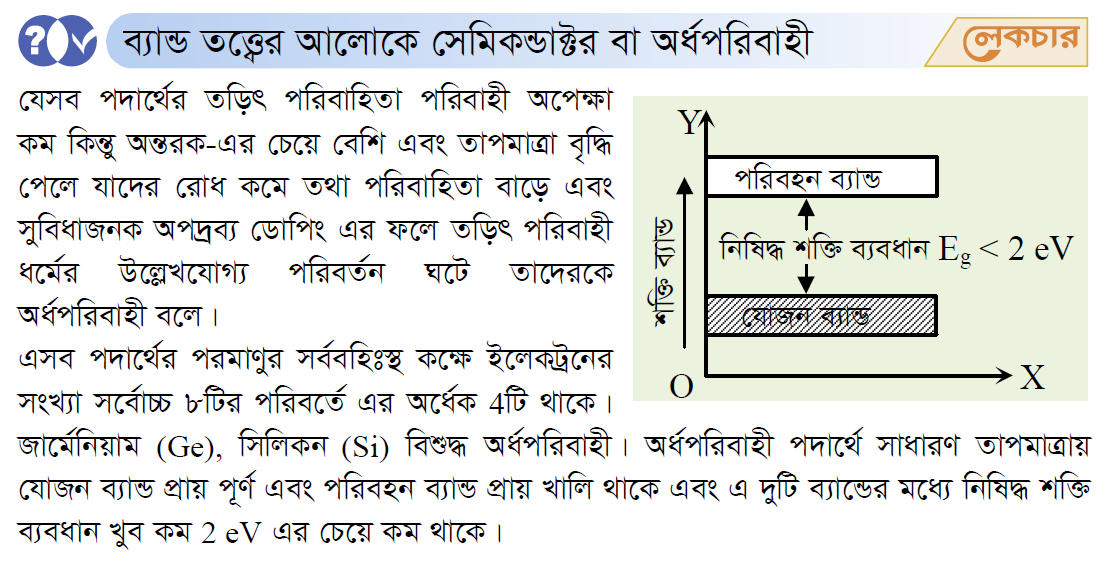 ব্যান্ড তত্ত্বের আলোকে সেমিকন্ডাক্টর বা অর্ধপরিবাহী
লেকচার
যেসব পদার্থের তড়িৎ পরিবাহিতা পরিবাহী অপেক্ষা
কম কিন্তু অন্তরক-এর চেয়ে বেশি এবং তাপমাত্রা বৃদ্ধি
পেলে যাদের রোধ কমে তথা পরিবাহিতা বাড়ে এবং
সুবিধাজনক অপদ্রব্য ডোপিং এর ফলে তড়িৎ পরিবাহী
ধর্মের উল্লেখযোগ্য পরিবর্তন ঘটে তাদেরকে
অর্ধপরিবাহী বলে।
এসব পদার্থের পরমাণুর সর্ববহিঃস্থ কক্ষে ইলেকট্রনের
সংখ্যা সর্বোচ্চ ৮টির পরিবর্তে এর অর্ধেক 4টি থাকে।
Y
পরিবহন ব্যান্ড
শক্তি ব্যান্ড
নিষিদ্ধ শক্তি ব্যবধান Eg < 2 eV
যোজন ব্যান্ড
O
X
জার্মেনিয়াম (Ge), সিলিকন (Si) বিশুদ্ধ অর্ধপরিবাহী। অর্ধপরিবাহী পদার্থে সাধারণ তাপমাত্রায়
যোজন ব্যান্ড প্রায় পূর্ণ এবং পরিবহন ব্যান্ড প্রায় খালি থাকে এবং এ দুটি ব্যান্ডের মধ্যে নিষিদ্ধ শক্তি
ব্যবধান খুব কম 2 eV এর চেয়ে কম থাকে।